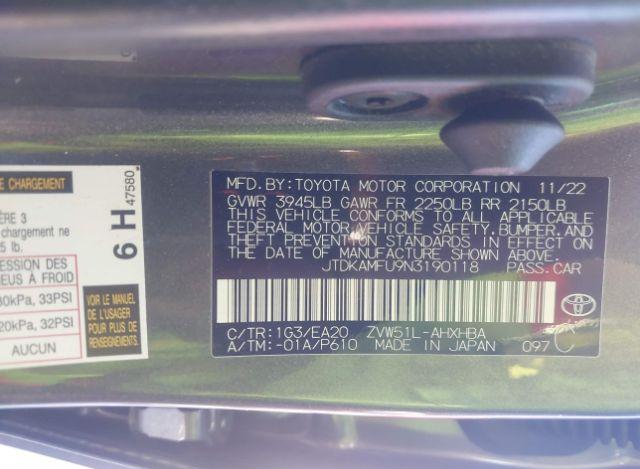 E CHARGEMENT
ÈRE 3
chargement ne
5 lb.
ESSION DES
NEUS À FROID
30kPa, 33PSI
20kPa, 32PSI
AUCUN
6 H
47580
VOIR LE MANUEL
DE L'USAGER
POUR PLUS DE
RENSEIGNEMENTS
MFD.BY:TOYOTA MOTOR CORPORATION 11/22
GVWR 3945LB GAWR FR 2250LB RR 2150LB
THIS VEHICLE CONFORMS TO ALL APPLICABLE
FEDERAL MOTOR VEHICLE SAFETY,BUMPER,AND
THEFT PREVENTION STANDARDS IN EFFECT ON
THE DATE OF MANUFACTURE SHOWN ABOVE.
JTDKAMFU9N3190118 PASS.CAR
C/TR:1G3/EA20 ZVW51L-AHXHBA
A/TM:-01A/P610 MADE IN JAPAN 097 C
TOYOTA